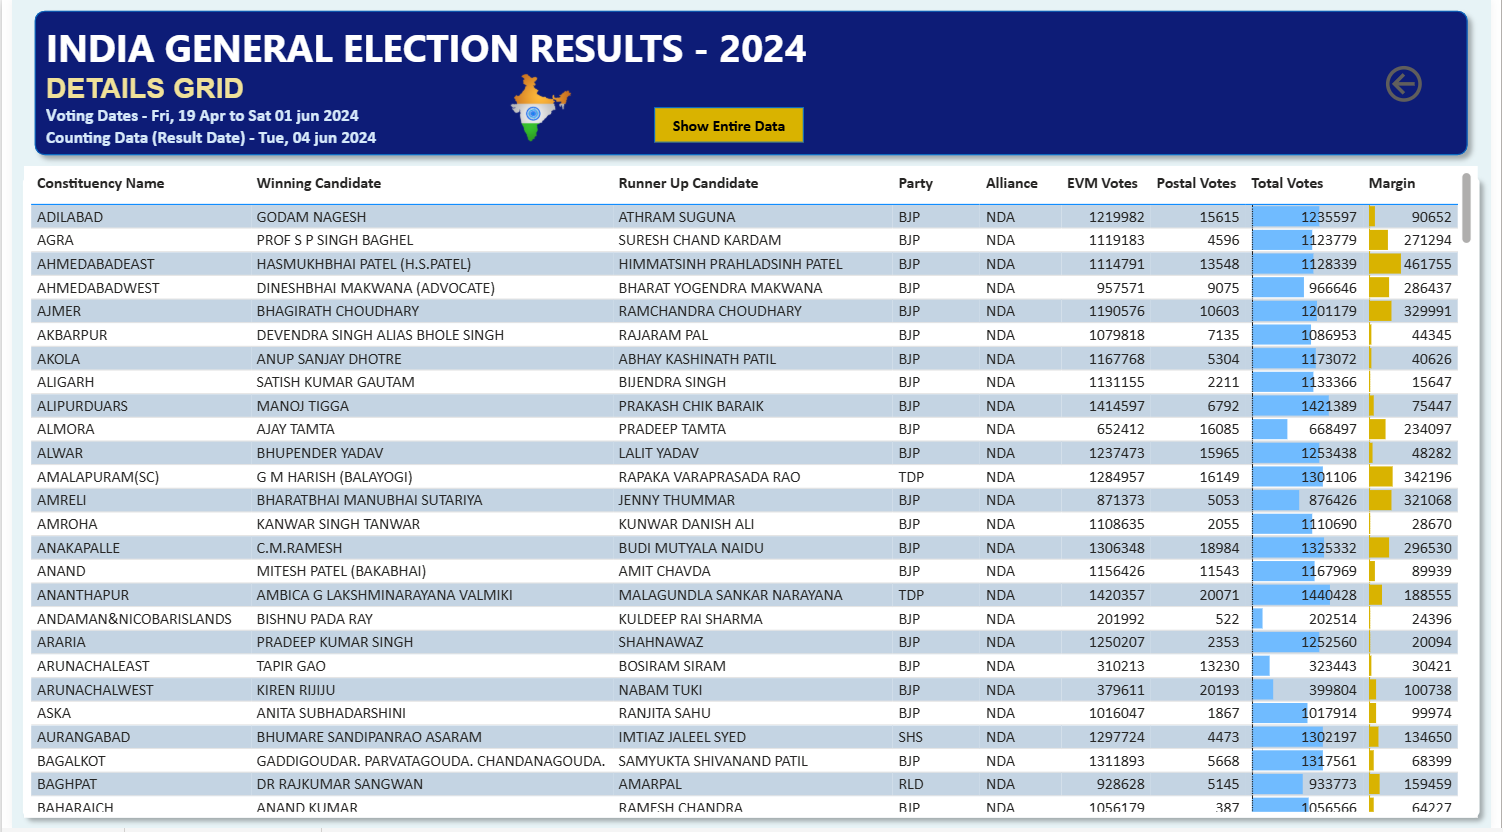 INDIA GENERAL ELECTION RESULTS - 2024
DETAILS GRID
Voting Dates - Fri, 19 Apr to Sat 01 jun 2024
Counting Data (Result Date) - Tue, 04 jun 2024
Show Entire Data
Constituency Name Winning Candidate Runner Up Candidate Party Alliance EVM Votes Postal Votes Total Votes Margin
ADILABAD GODAM NAGESH ATHRAM SUGUNA BJP NDA 1219982 15615 1235597 90652
AGRA PROF S P SINGH BAGHEL SURESH CHAND KARDAM BJP NDA 1119183 4596 1123779 271294
AHMEDABADEAST HASMUKHBHAI PATEL (H.S.PATEL) HIMMATSINH PRAHLADSINH PATEL BJP NDA 1114791 13548 1128339 461755
AHMEDABADWEST DINESHBHAI MAKWANA (ADVOCATE) BHARAT YOGENDRA MAKWANA BJP NDA 957571 9075 966646 286437
AJMER BHAGIRATH CHOUDHARY RAMCHANDRA CHOUDHARY BJP NDA 1190576 10603 1201179 329991
AKBARPUR DEVENDRA SINGH ALIAS BHOLE SINGH RAJARAM PAL BJP NDA 1079818 7135 1086953 44345
AKOLA ANUP SANJAY DHOTRE ABHAY KASHINATH PATIL BJP NDA 1167768 5304 1173072 40626
ALIGARH SATISH KUMAR GAUTAM BIJENDRA SINGH BJP NDA 1131155 2211 1133366 15647
ALIPURDUARS MANOJ TIGGA PRAKASH CHIK BARAIK BJP NDA 1414597 6792 1421389 75447
ALMORA AJAY TAMTA PRADEEP TAMTA BJP NDA 652412 16085 668497 234097
ALWAR BHUPENDER YADAV LALIT YADAV BJP NDA 1237473 15965 1253438 48282
AMALAPURAM(SC) G M HARISH (BALAYOGI) RAPAKA VARAPRASADA RAO TDP NDA 1284957 16149 1301106 342196
AMRELI BHARATBHAI MANUBHAI SUTARIYA JENNY THUMMAR BJP NDA 871373 5053 876426 321068
AMROHA KANWAR SINGH TANWAR KUNWAR DANISH ALI BJP NDA 1108635 2055 1110690 28670
ANAKAPALLE C.M.RAMESH BUDI MUTYALA NAIDU BJP NDA 1306348 18984 1325332 296530
ANAND MITESH PATEL (BAKABHAI) AMIT CHAVDA BJP NDA 1156426 11543 1167969 89939
ANANTHAPUR AMBICA G LAKSHMINARAYANA VALMIKI MALAGUNDLA SANKAR NARAYANA TDP NDA 1420357 20071 1440428 188555
ANDAMAN&NICOBARISLANDS BISHNU PADA RAY KULDEEP RAI SHARMA BJP NDA 201992 522 202514 24396
ARARIA PRADEEP KUMAR SINGH SHAHNAWAZ BJP NDA 1250207 2353 1252560 20094
ARUNACHALEAST TAPIR GAO BOSIRAM SIRAM BJP NDA 310213 13230 323443 30421
ARUNACHALWEST KIREN RIJIJU NABAM TUKI BJP NDA 379611 20193 399804 100738
ASKA ANITA SUBHADARSHINI RANJITA SAHU BJP NDA 1016047 1867 1017914 99974
AURANGABAD BHUMARE SANDIPANRAO ASARAM IMTIAZ JALEEL SYED SHS NDA 1297724 4473 1302197 134650
BAGALKOT GADDIGOUDAR. PARVATAGOUDA. CHANDANAGOUDA. SAMYUKTA SHIVANAND PATIL BJP NDA 1311893 5668 1317561 68399
BAGHPAT DR RAJKUMAR SANGWAN AMARPAL RLD NDA 928628 5145 933773 159459
BAHARAICH ANAND KUMAR RAMESH CHANDRA BJP NDA 1056179 387 1056566 64227